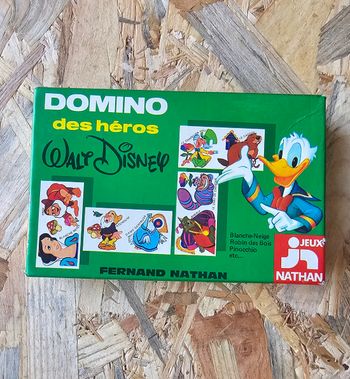 DOMINO
des héros
WALT DISNEY
Blanche-Neige
Robin des Bois
Pinocchio
etc...
FERNAND NATHAN
JEUX
NATHAN